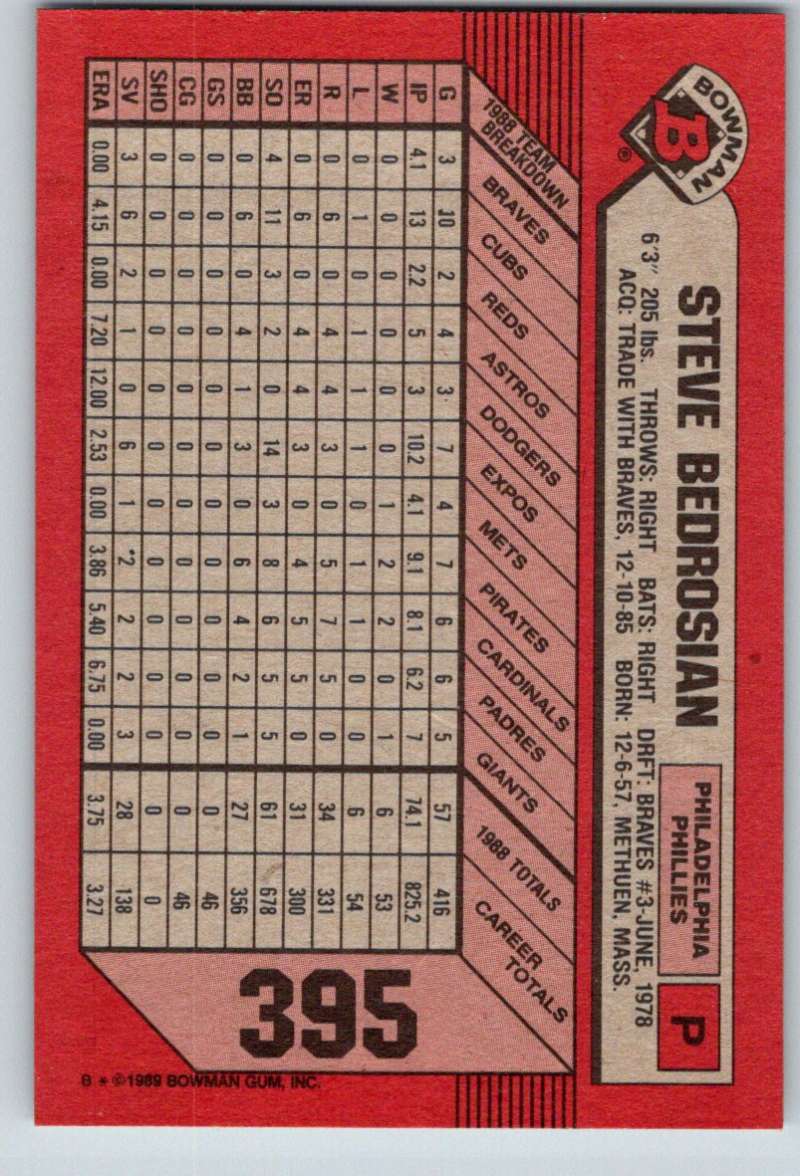 BOWMAN
B
®
STEVE BEDROSIAN
PHILADELPHIA
PHILLIES
P
6'3" 205 lbs. THROWS: RIGHT BATS: RIGHT DRFT: BRAVES #3-JUNE, 1978
ACQ: TRADE WITH BRAVES, 12-10-85 BORN: 12-6-57, METHUEN, MASS.
1988 TEAM
BREAKDOWN
BRAVES
CUBS
REDS
ASTROS
DODGERS
EXPOS
METS
PIRATES
CARDINALS
PADRES
GIANTS
1988 TOTALS
CAREER
TOTALS
G 3 10 2 4 3 7 4 7 6 6 5 57 416
IP 4.1 13 2.2 5 3 10.2 4.1 9.1 8.1 6.2 7 74.1 825.2
W 0 0 0 0 0 0 1 2 2 0 1 6 53
L 0 1 0 1 1 1 0 1 1 0 0 6 54
R 0 6 0 4 4 3 0 5 7 5 0 34 331
ER 0 6 0 4 4 3 0 4 5 5 0 31 300
SO 4 11 3 2 0 14 3 8 6 5 5 61 678
BB 0 6 0 4 1 3 0 6 4 2 1 27 356
GS 0 0 0 0 0 0 0 0 0 0 0 0 46
CG 0 0 0 0 0 0 0 0 0 0 0 0 46
SHO 0 0 0 0 0 0 0 0 0 0 0 0 0
SV 3 6 2 1 0 6 1 *2 2 2 3 28 138
ERA 0.00 4.15 0.00 7.20 12.00 2.53 0.00 3.86 5.40 6.75 0.00 3.75 3.27
395
B * ©1989 BOWMAN GUM, INC.